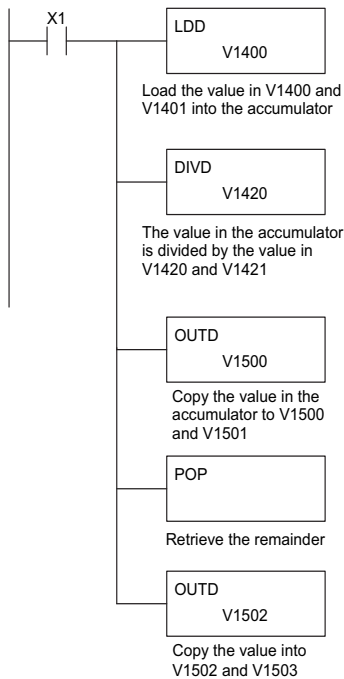 X1
LDD
V1400
Load the value in V1400 and
V1401 into the accumulator
DIVD
V1420
The value in the accumulator
is divided by the value in
V1420 and V1421
OUTD
V1500
Copy the value in the
accumulator to V1500
and V1501
POP
Retrieve the remainder
OUTD
V1502
Copy the value into
V1502 and V1503